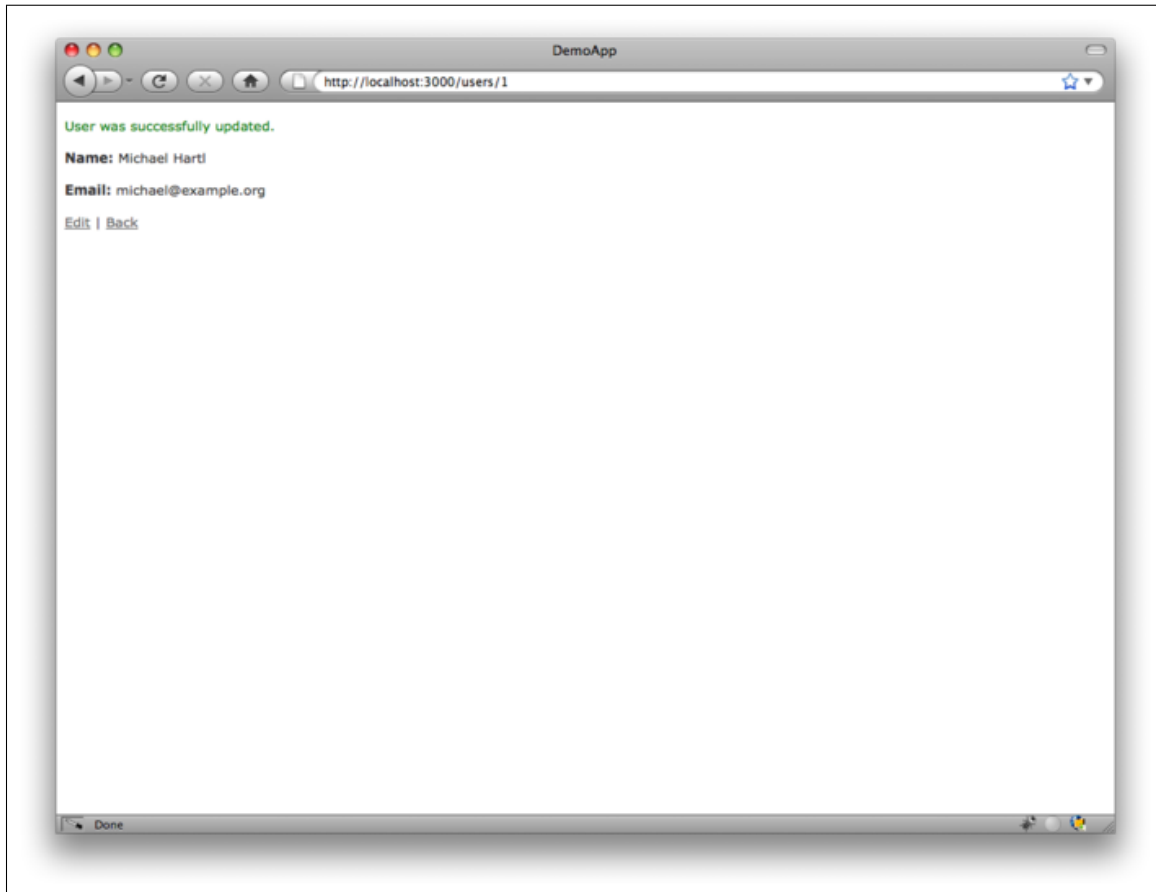 DemoApp
http://localhost:3000/users/1
User was successfully updated.
Name: Michael Hartl
Email: michael@example.org
Edit | Back
Done